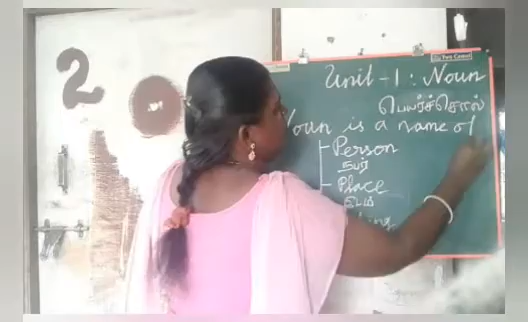 2
Unit - 1 : Noun
பெயர்ச்சொல்
Noun is a name of
Person
நபர்
Place
இடம்